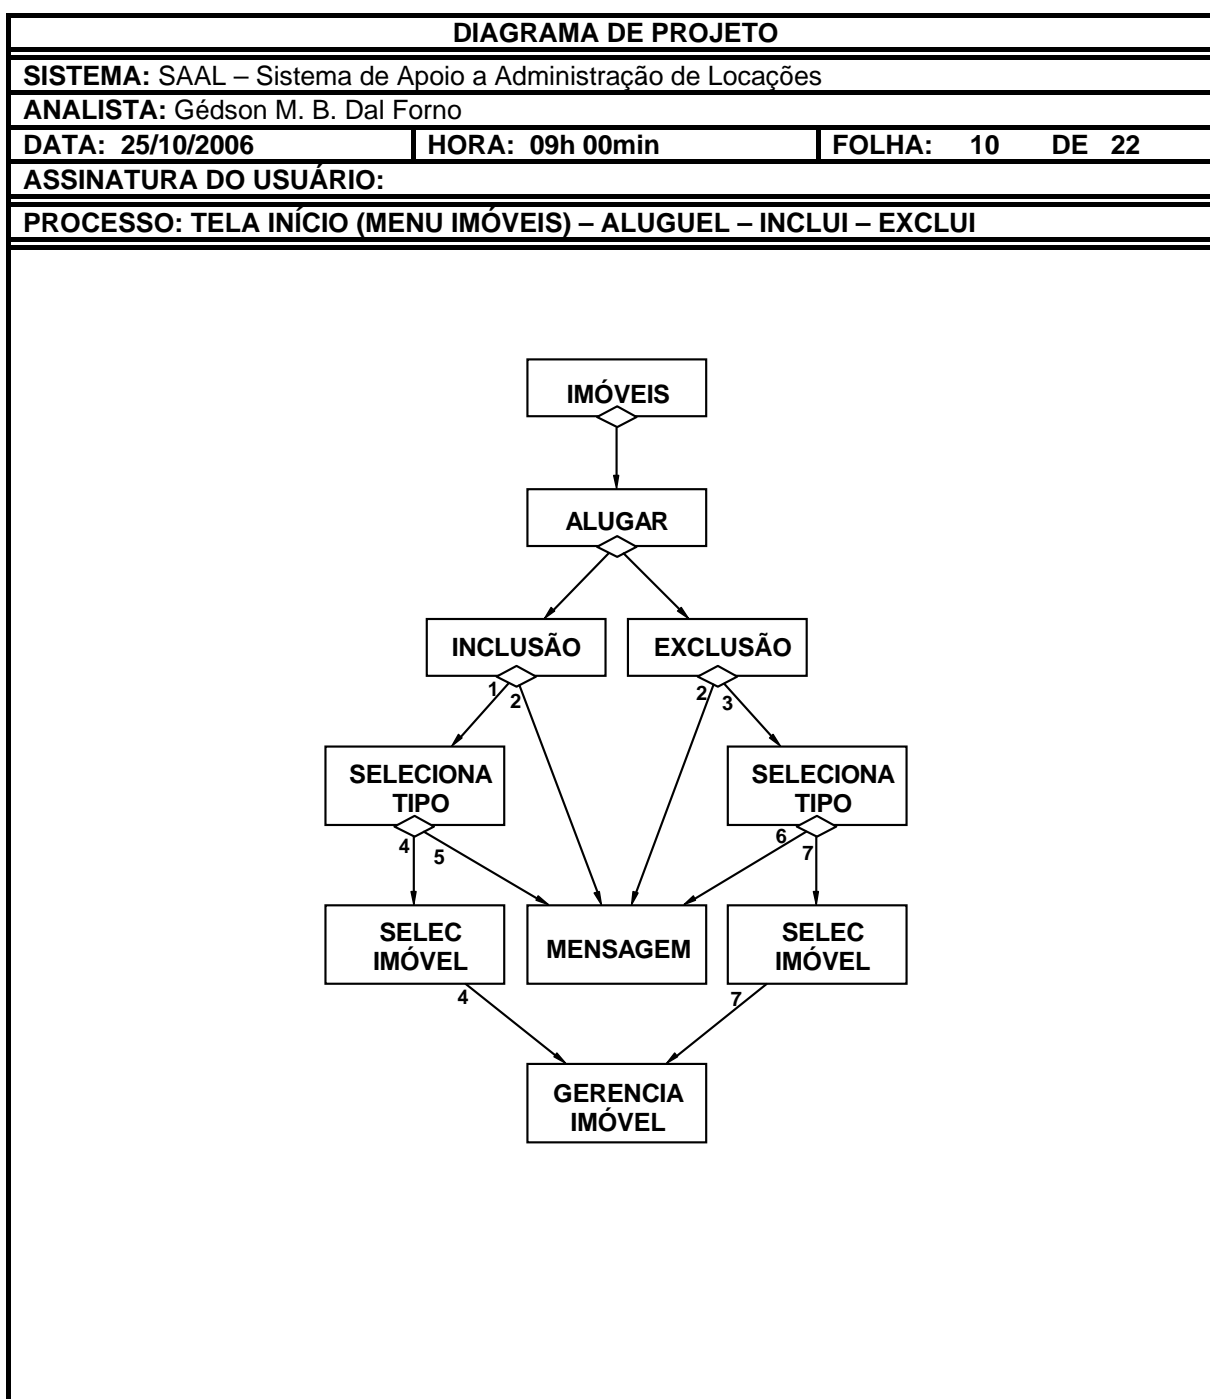 DIAGRAMA DE PROJETO
SISTEMA: SAAL – Sistema de Apoio a Administração de Locações
ANALISTA: Gédson M. B. Dal Forno
DATA: 25/10/2006 HORA: 09h 00min FOLHA: 10 DE 22
ASSINATURA DO USUÁRIO:
PROCESSO: TELA INÍCIO (MENU IMÓVEIS) – ALUGUEL – INCLUI – EXCLUI
IMÓVEIS
ALUGAR
INCLUSÃO
EXCLUSÃO
1
2
2
3
SELECIONA
TIPO
SELECIONA
TIPO
4
5
6
7
SELEC
IMÓVEL
MENSAGEM
SELEC
IMÓVEL
4
7
GERENCIA
IMÓVEL